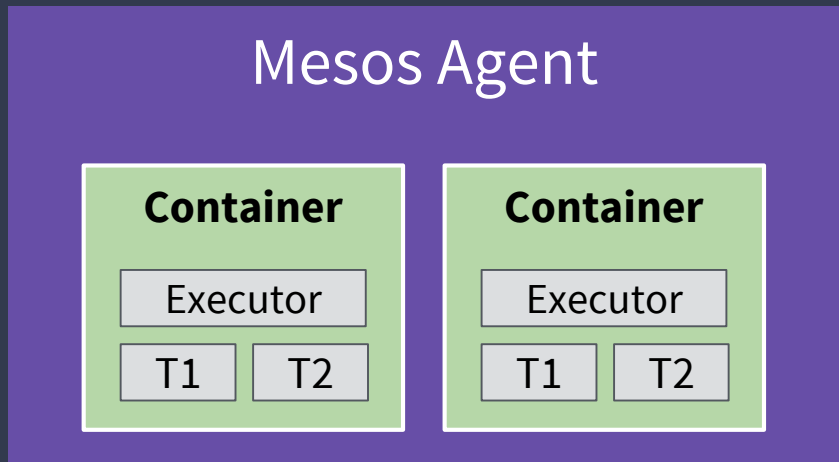 Mesos Agent
Container
Executor
T1 T2
Container
Executor
T1 T2